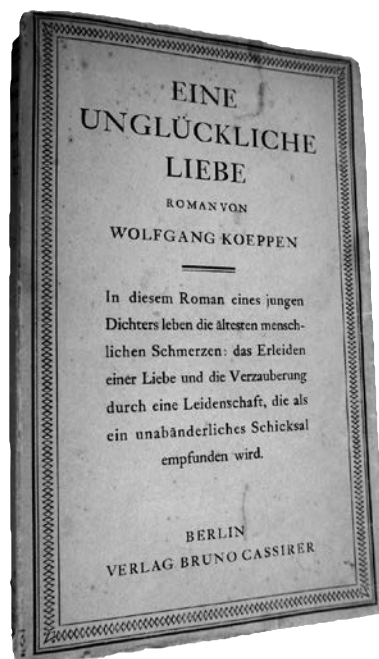 EINE
UNGLÜCKLICHE
LIEBE
ROMAN VON
WOLFGANG KOEPPEN
In diesem Roman eines jungen
Dichters leben die ältesten mensch-
lichen Schmerzen: das Erleiden
einer Liebe und die Verzauberung
durch eine Leidenschaft, die als
ein unabänderliches Schicksal
empfunden wird.
BERLIN
VERLAG BRUNO CASSIRER